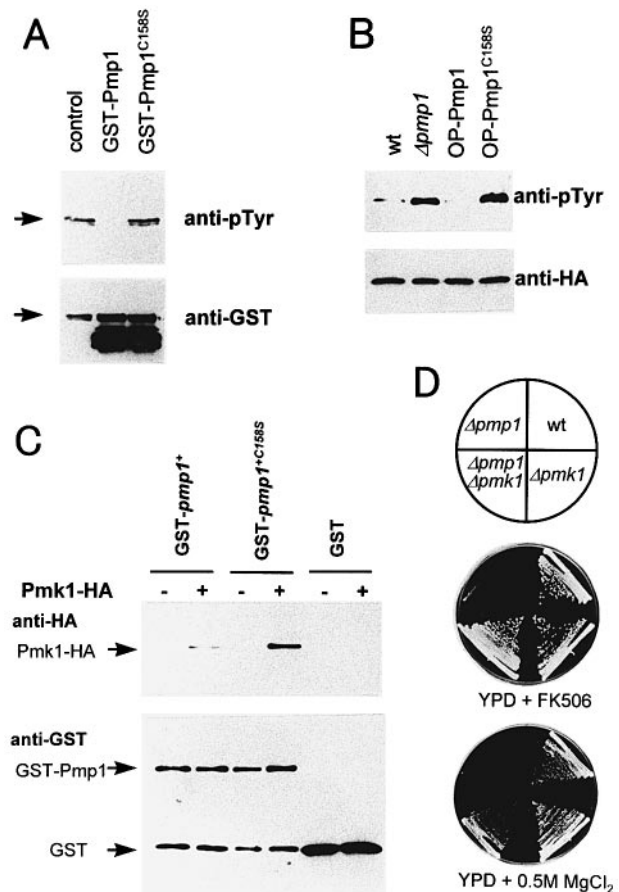 A
control
GST-Pmp1
GST-Pmp1C158S
anti-pTyr
anti-GST
B
wt
Δpmp1
OP-Pmp1
OP-Pmp1C158S
anti-pTyr
anti-HA
C
GST-pmp1+
GST-pmp1+C158S
GST
Pmk1-HA - + - + - +
anti-HA
Pmk1-HA
anti-GST
GST-Pmp1
GST
D
Δpmp1
wt
Δpmp1
Δpmk1
Δpmk1
YPD + FK506
YPD + 0.5M MgCl2